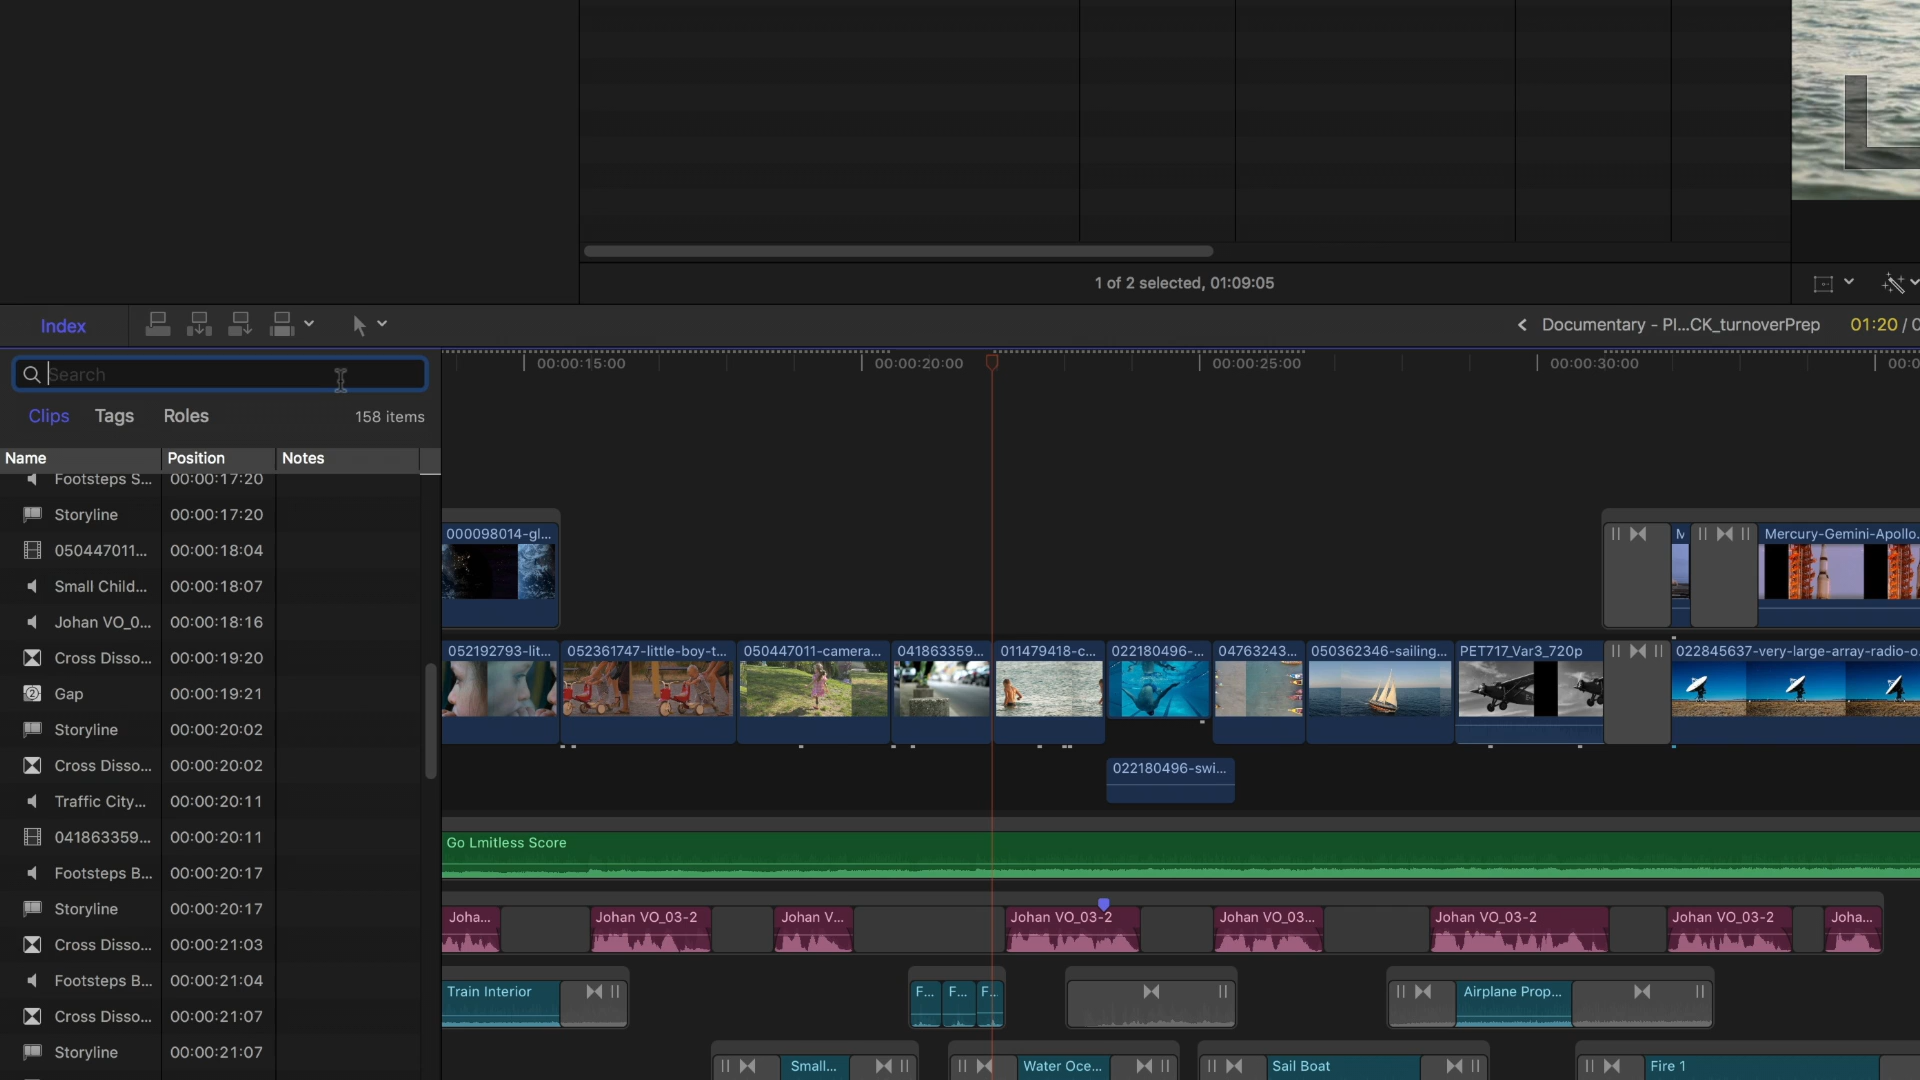 1 of 2 selected, 01:09:05
Index
Documentary - Pl...CK_turnoverPrep
01:20 / 0
Search
00:00:15:00
00:00:20:00
00:00:25:00
00:00:30:00
00:0
Clips Tags Roles 158 items
Name Position Notes
Footsteps S... 00:00:17:20
Storyline 00:00:17:20
050447011... 00:00:18:04
Small Child... 00:00:18:07
Johan VO_0... 00:00:18:16
Cross Disso... 00:00:19:20
Gap 00:00:19:21
Storyline 00:00:20:02
Cross Disso... 00:00:20:02
Traffic City... 00:00:20:11
041863359... 00:00:20:11
Footsteps B... 00:00:20:17
Storyline 00:00:20:17
Cross Disso... 00:00:21:03
Footsteps B... 00:00:21:04
Cross Disso... 00:00:21:07
Storyline 00:00:21:07
000098014-gl...
Mercury-Gemini-Apollo.
052192793-lit...
052361747-little-boy-t...
050447011-camera...
041863359...
011479418-c...
022180496-...
04763243...
050362346-sailing...
PET717_Var3_720p
022845637-very-large-array-radio-o.
022180496-swi...
Go Lmitless Score
Joha...
Johan VO_03-2
Johan V...
Johan VO_03-2
Johan VO_03...
Johan VO_03-2
Johan VO_03-2
Joha...
Train Interior
F...
F...
F...
Airplane Prop...
Small...
Water Oce...
Sail Boat
Fire 1